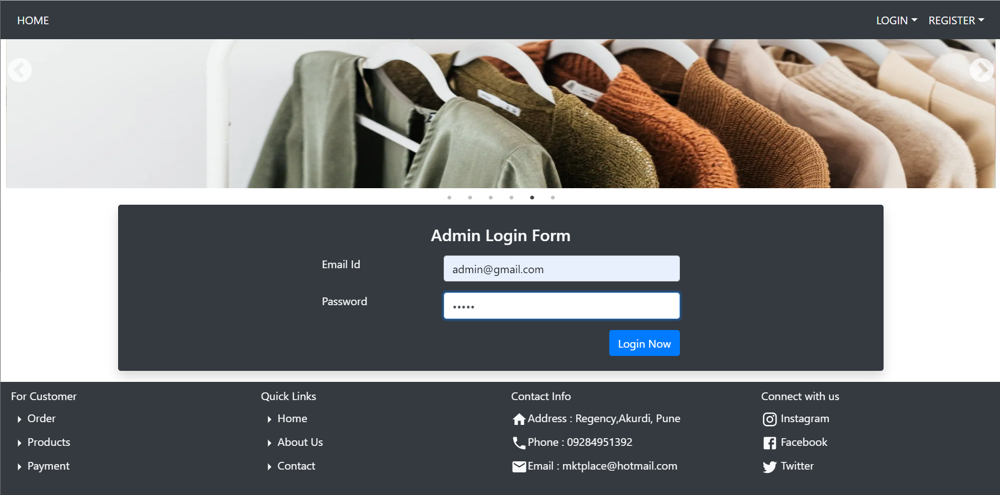 HOME
LOGIN
REGISTER
Admin Login Form
Email Id
admin@gmail.com
Password
•••••
Login Now
For Customer
Order
Products
Payment
Quick Links
Home
About Us
Contact
Contact Info
Address : Regency,Akurdi, Pune
Phone : 09284951392
Email : mktplace@hotmail.com
Connect with us
Instagram
Facebook
Twitter